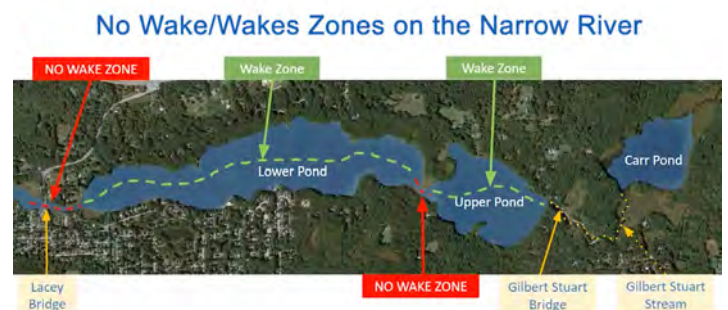 No Wake/Wakes Zones on the Narrow River
NO WAKE ZONE
Wake Zone
Wake Zone
Lower Pond
Upper Pond
Carr Pond
Lacey
Bridge
NO WAKE ZONE
Gilbert Stuart
Bridge
Gilbert Stuart
Stream